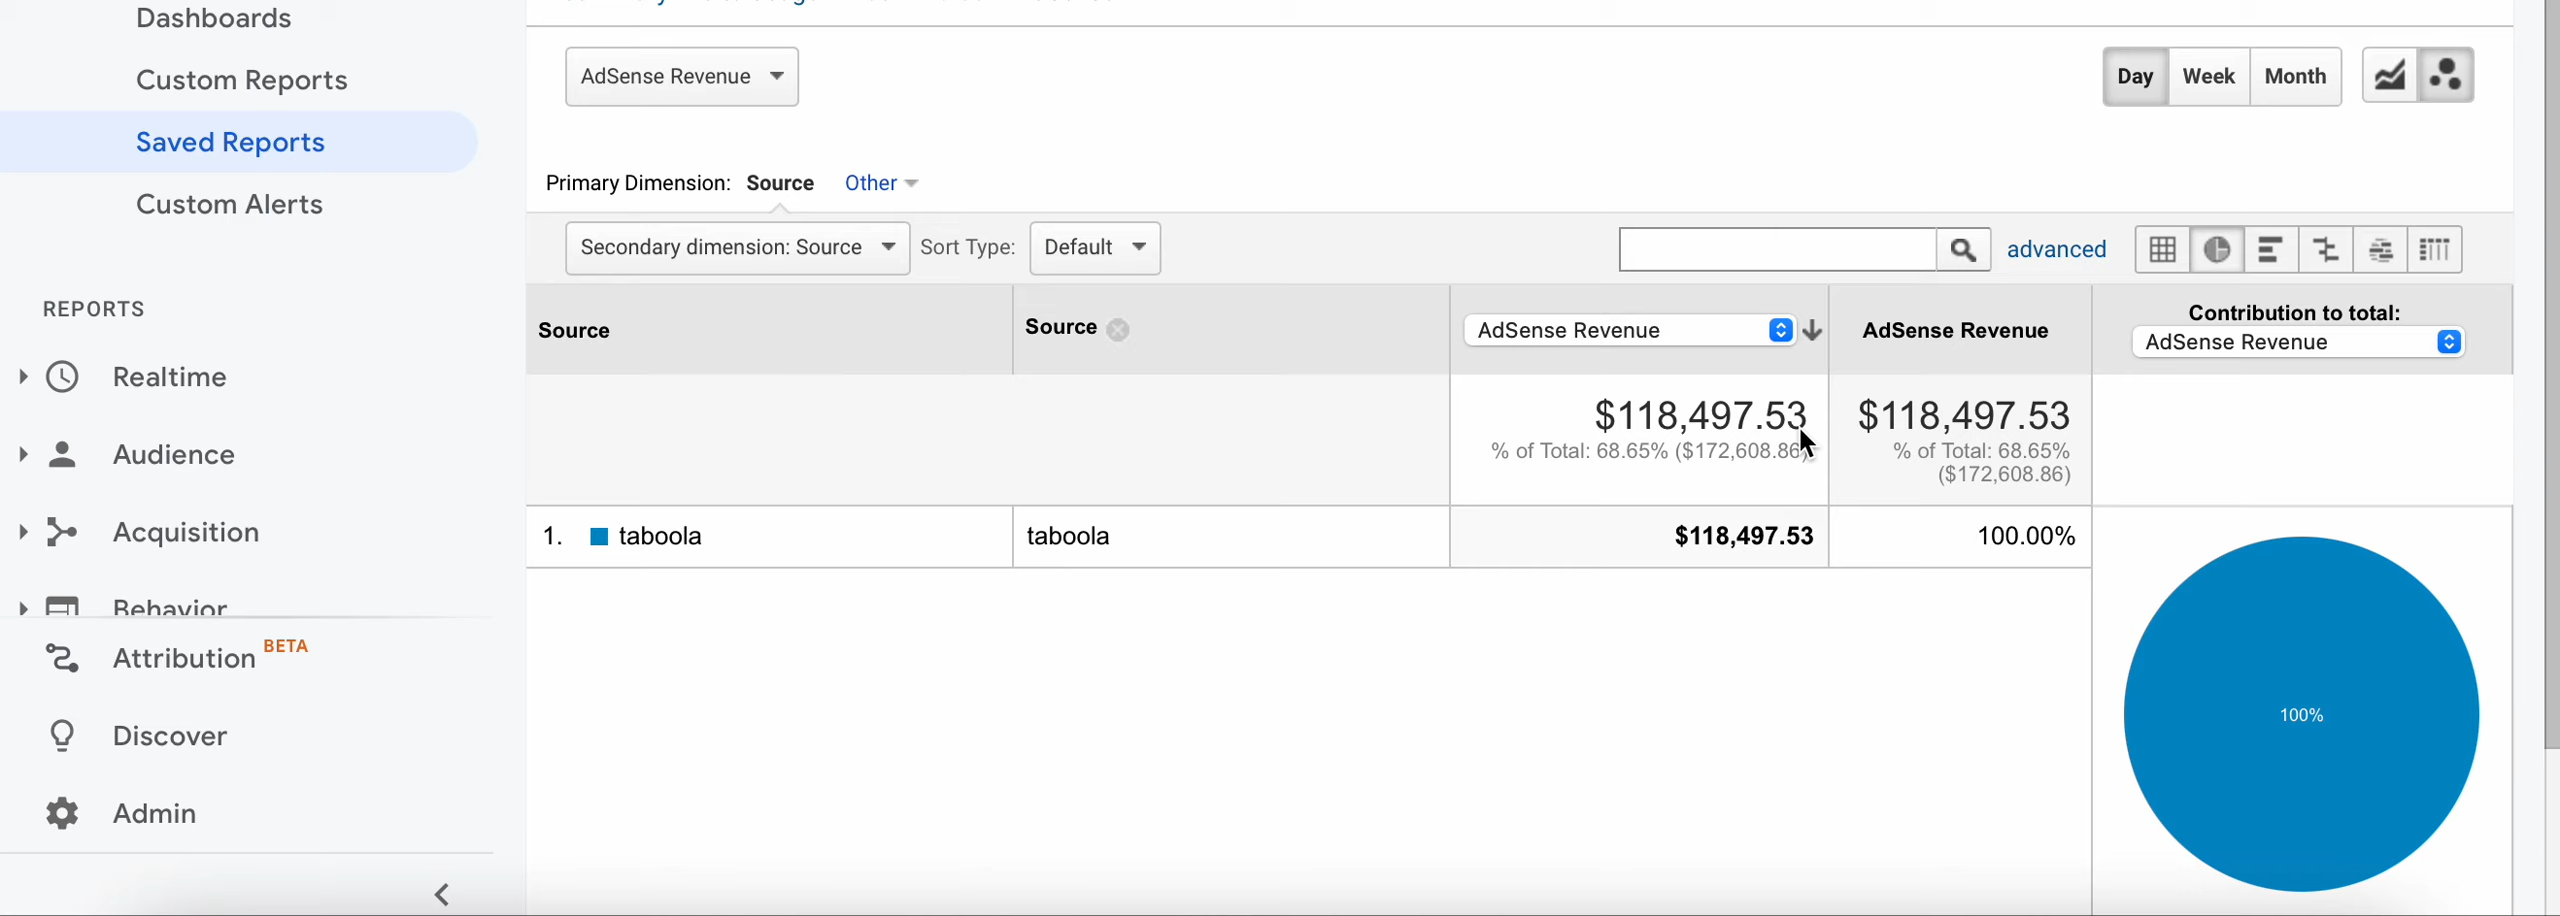 Dashboards
Custom Reports
Saved Reports
Custom Alerts
REPORTS
Realtime
Audience
Acquisition
Behavior
Attribution BETA
Discover
Admin
AdSense Revenue
Day Week Month
Primary Dimension: Source Other
Secondary dimension: Source Sort Type: Default advanced
Source Source AdSense Revenue AdSense Revenue Contribution to total:
AdSense Revenue
$118,497.53 $118,497.53
% of Total: 68.65% ($172,608.86) % of Total: 68.65%
($172,608.86)
1. taboola taboola $118,497.53 100.00%
100%